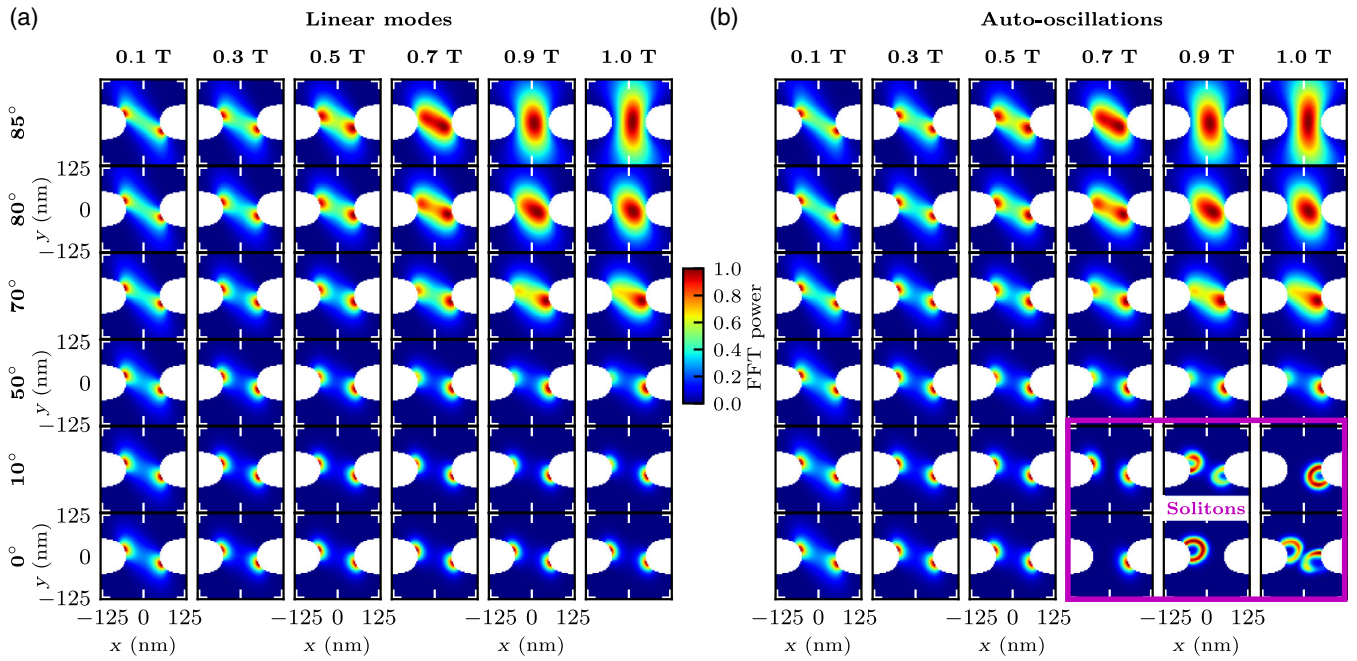 (a) Linear modes (b) Auto-oscillations
0.1 T 0.3 T 0.5 T 0.7 T 0.9 T 1.0 T 0.1 T 0.3 T 0.5 T 0.7 T 0.9 T 1.0 T
85°
125
80° y (nm) 0
−125
70°
1.0
0.8
0.6
0.4
0.2
0.0
FFT power
125
50° y (nm) 0
−125
10°
Solitons
125
0° y (nm) 0
−125
−125 0 125 −125 0 125 −125 0 125 −125 0 125
x (nm) x (nm) x (nm) x (nm)